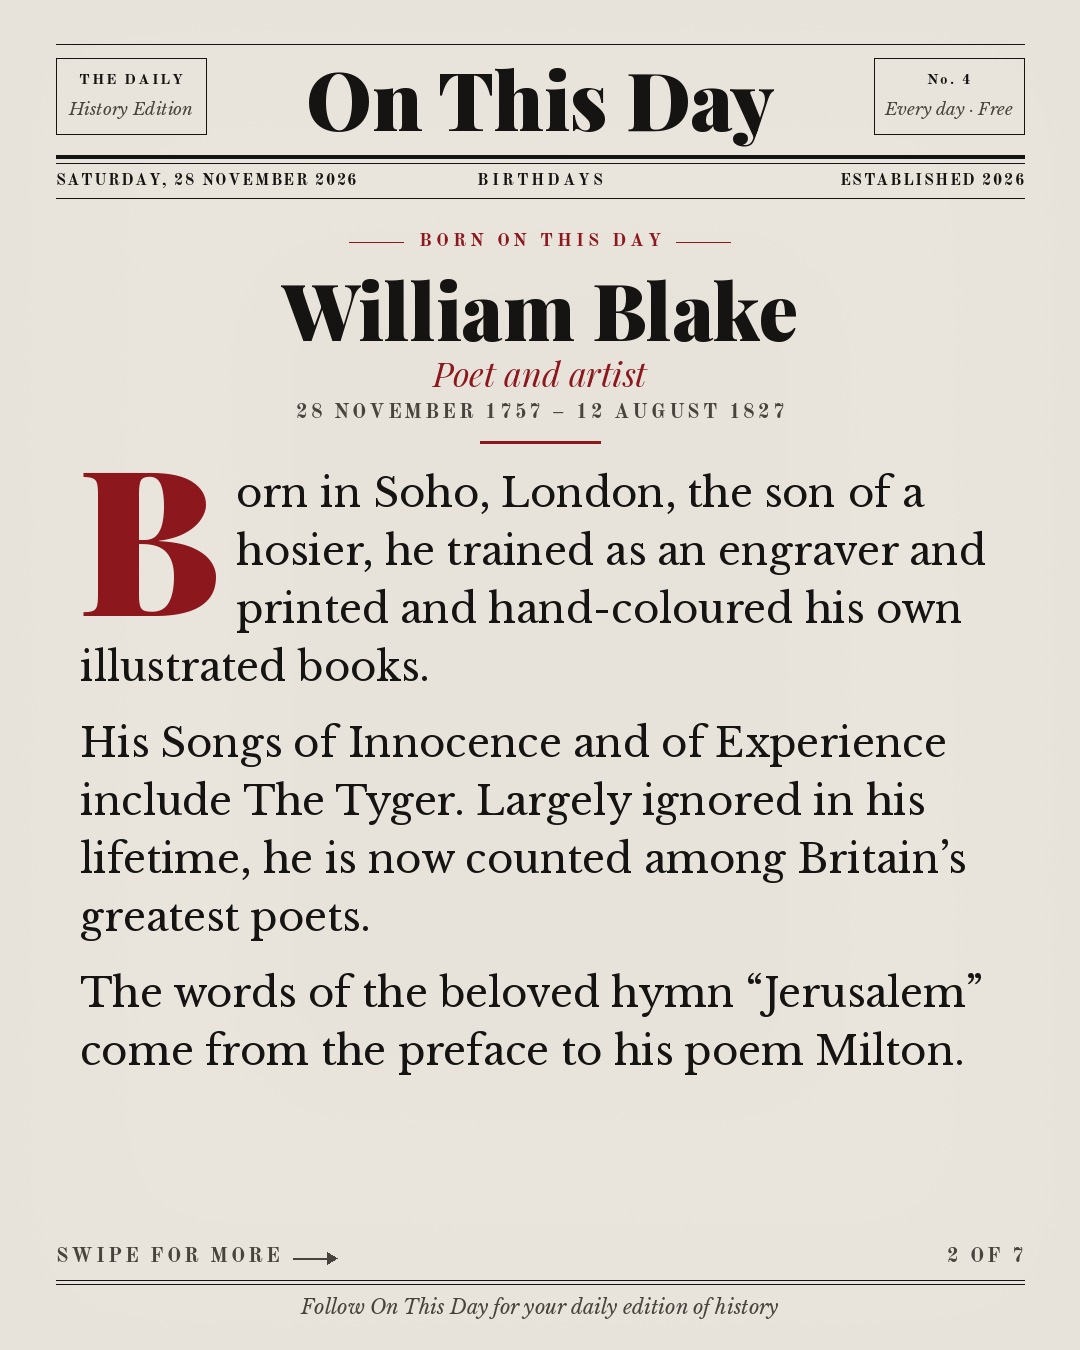 THE DAILY
History Edition
On This Day
No. 4
Every day · Free
SATURDAY, 28 NOVEMBER 2026
BIRTHDAYS
ESTABLISHED 2026
BORN ON THIS DAY
William Blake
Poet and artist
28 NOVEMBER 1757 – 12 AUGUST 1827
Born in Soho, London, the son of a
hosier, he trained as an engraver and
printed and hand-coloured his own
illustrated books.
His Songs of Innocence and of Experience
include The Tyger. Largely ignored in his
lifetime, he is now counted among Britain’s
greatest poets.
The words of the beloved hymn “Jerusalem”
come from the preface to his poem Milton.
SWIPE FOR MORE
2 OF 7
Follow On This Day for your daily edition of history